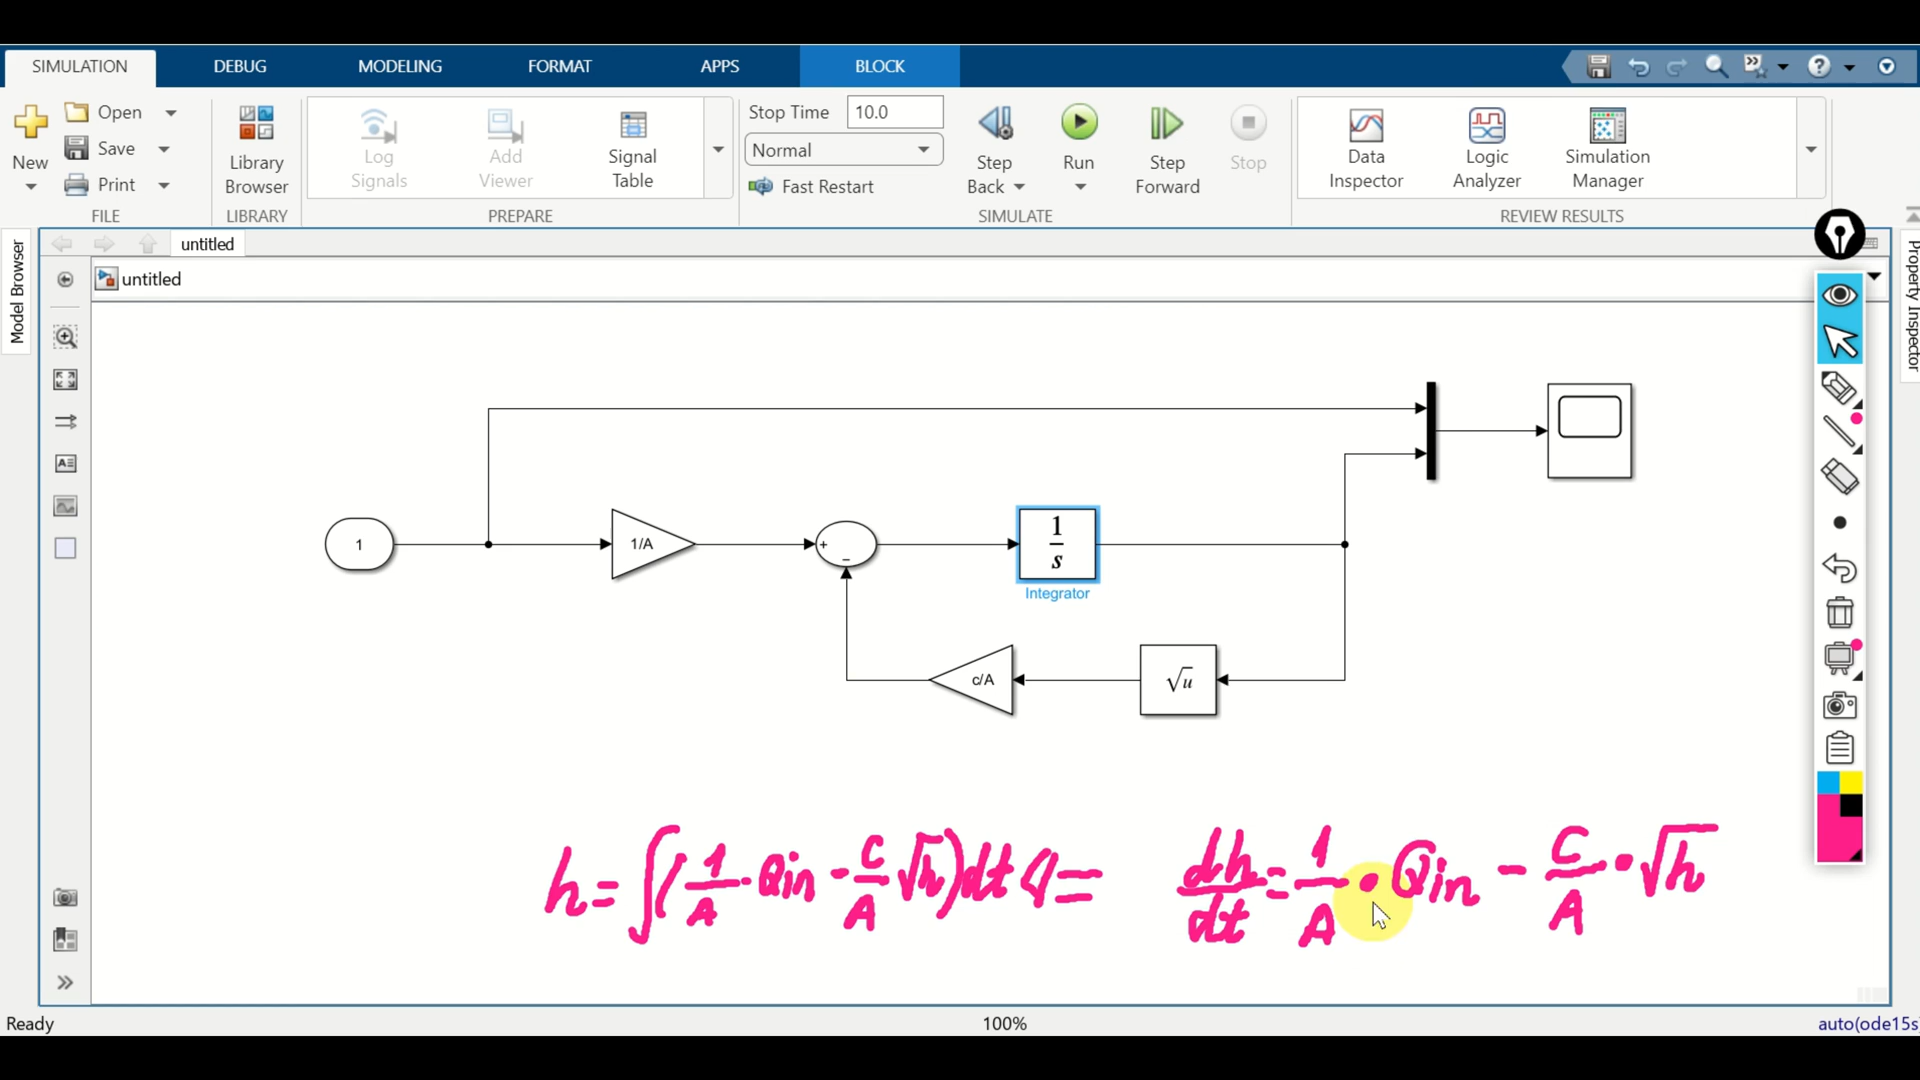 SIMULATION DEBUG MODELING FORMAT APPS BLOCK
New Open Save Print
FILE
Library Browser
LIBRARY
Log Signals Add Viewer Signal Table
PREPARE
Stop Time 10.0
Normal
Fast Restart
Step Back Run Step Forward Stop
SIMULATE
Data Inspector Logic Analyzer Simulation Manager
REVIEW RESULTS
Model Browser
Property Inspector
untitled
untitled
1 1/A + − 1/s
Integrator
c/A √u
h=∫(1/A·Qin-c/A√h)dt <= dh/dt=1/A·Qin-c/A·√h
Ready 100% auto(ode15s